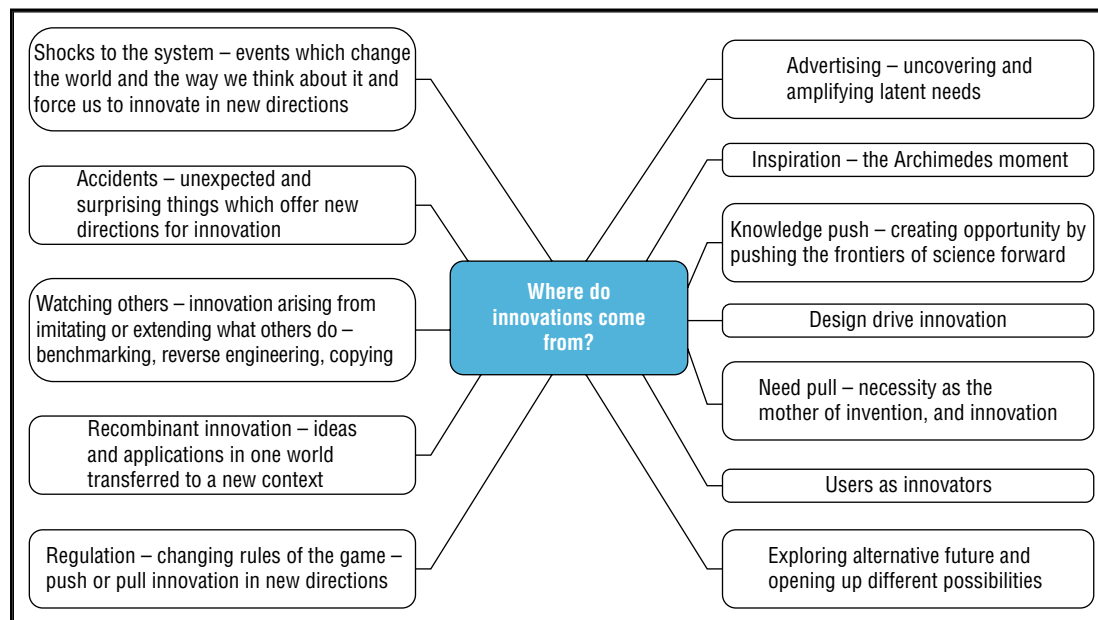 Shocks to the system – events which change
the world and the way we think about it and
force us to innovate in new directions
Accidents – unexpected and
surprising things which offer new
directions for innovation
Watching others – innovation arising from
imitating or extending what others do –
benchmarking, reverse engineering, copying
Recombinant innovation – ideas
and applications in one world
transferred to a new context
Regulation – changing rules of the game –
push or pull innovation in new directions
Where do
innovations come
from?
Advertising – uncovering and
amplifying latent needs
Inspiration – the Archimedes moment
Knowledge push – creating opportunity by
pushing the frontiers of science forward
Design drive innovation
Need pull – necessity as the
mother of invention, and innovation
Users as innovators
Exploring alternative future and
opening up different possibilities